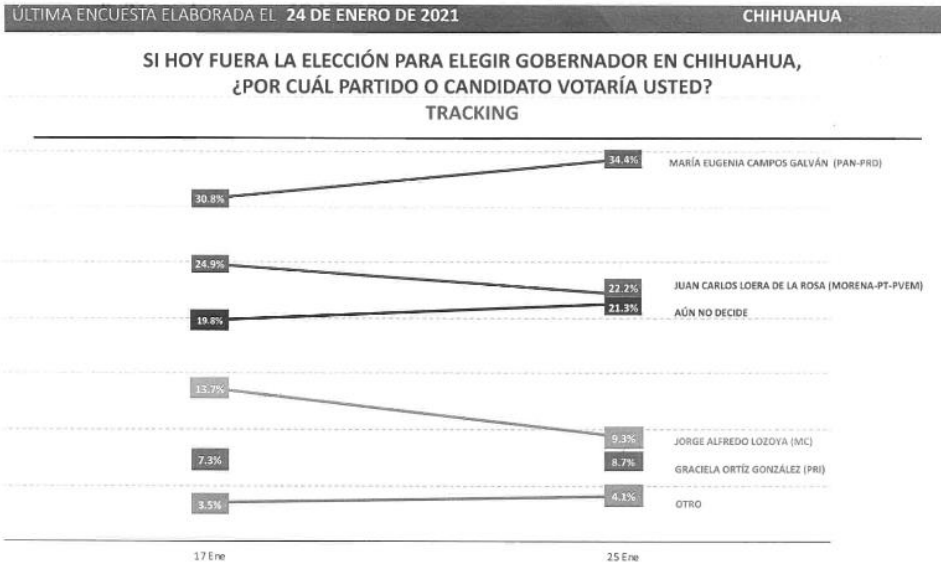 ÚLTIMA ENCUESTA ELABORADA EL 24 DE ENERO DE 2021 CHIHUAHUA
SI HOY FUERA LA ELECCIÓN PARA ELEGIR GOBERNADOR EN CHIHUAHUA,
¿POR CUÁL PARTIDO O CANDIDATO VOTARÍA USTED?
TRACKING
34.4% MARÍA EUGENIA CAMPOS GALVÁN (PAN-PRD)
30.8%
24.9%
22.2% JUAN CARLOS LOERA DE LA ROSA (MORENA-PT-PVEM)
21.3% AÚN NO DECIDE
19.8%
13.7%
9.3% JORGE ALFREDO LOZOYA (MC)
7.3%
8.7% GRACIELA ORTÍZ GONZÁLEZ (PRI)
3.5%
4.1% OTRO
17 Ene 25 Ene